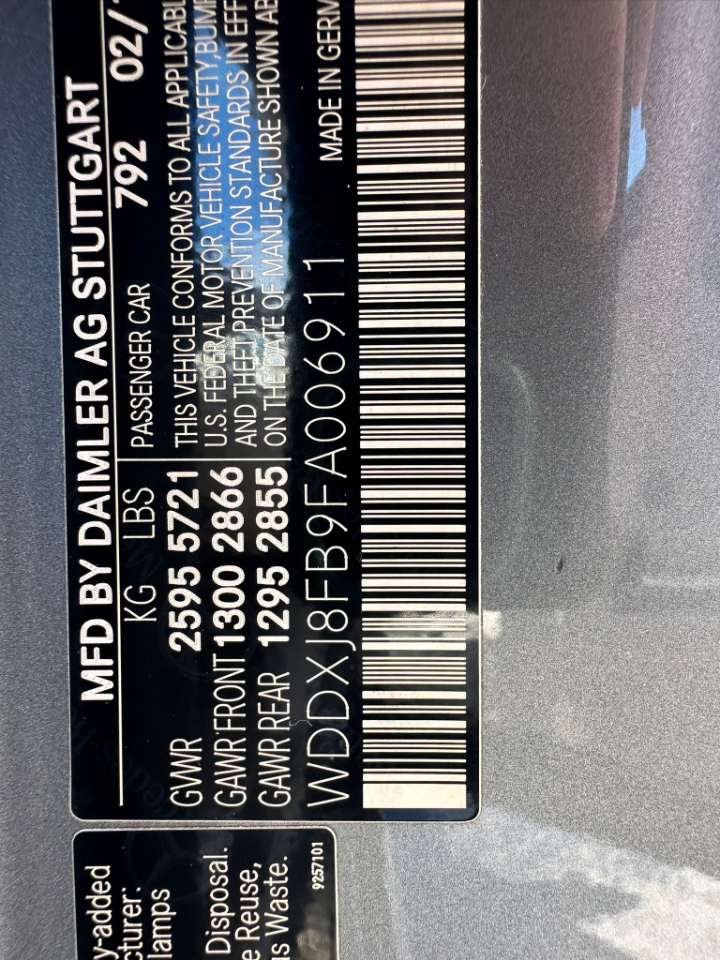 MFD BY DAIMLER AG STUTTGART
KG LBS PASSENGER CAR 792 02/
GVWR 2595 5721 THIS VEHICLE CONFORMS TO ALL APPLICABL
U.S. FEDERAL MOTOR VEHICLE SAFETY,BUMP
GAWR FRONT 1300 2866 AND THEFT PREVENTION STANDARDS IN EFF
GAWR REAR 1295 2855 ON THE DATE OF MANUFACTURE SHOWN AB
WDDXJ8FB9FA006911 MADE IN GERM
y-added
cturer:
lamps
Disposal.
e Reuse,
s Waste.
9257101